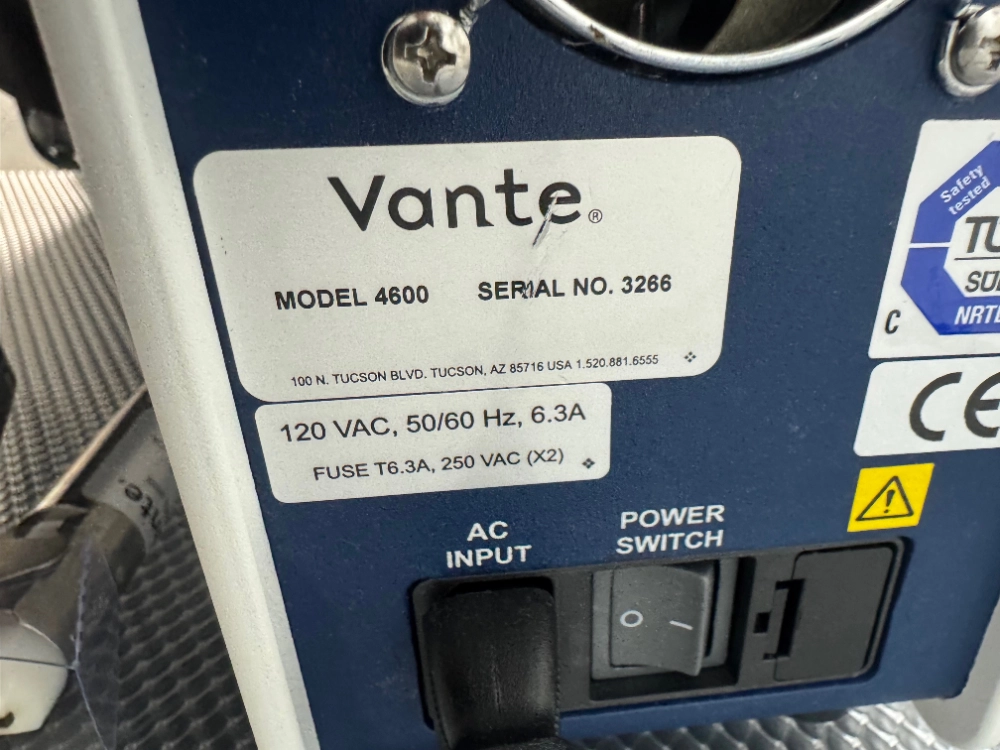 Vante®
MODEL 4600 SERIAL NO. 3266
100 N. TUCSON BLVD. TUCSON, AZ 85716 USA 1.520.881.6555
120 VAC, 50/60 Hz, 6.3A
FUSE T6.3A, 250 VAC (X2)
AC
INPUT
POWER
SWITCH
O –
Safety
tested
C
CE